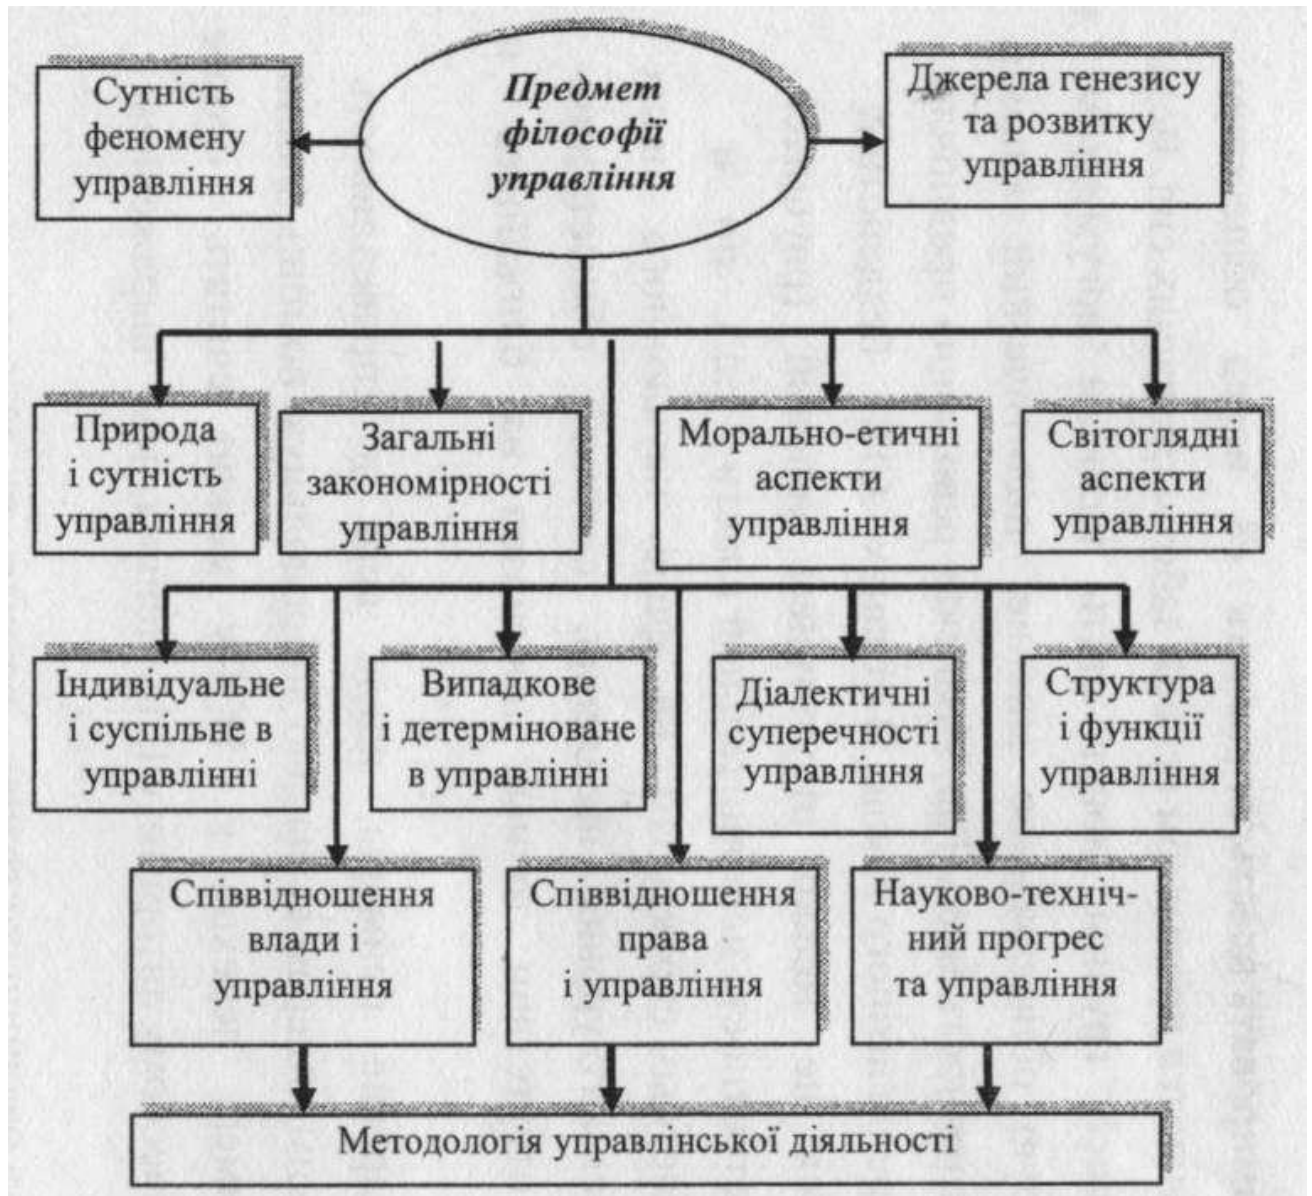 Сутність
феномену
управління
Предмет
філософії
управління
Джерела генезису
та розвитку
управління
Природа
і сутність
управління
Загальні
закономірності
управління
Морально-етичні
аспекти
управління
Світоглядні
аспекти
управління
Індивідуальне
і суспільне в
управлінні
Випадкове
і детерміноване
в управлінні
Діалектичні
суперечності
управління
Структура
і функції
управління
Співвідношення
влади і
управління
Співвідношення
права
і управління
Науково-техніч-
ний прогрес
та управління
Методологія управлінської діяльності